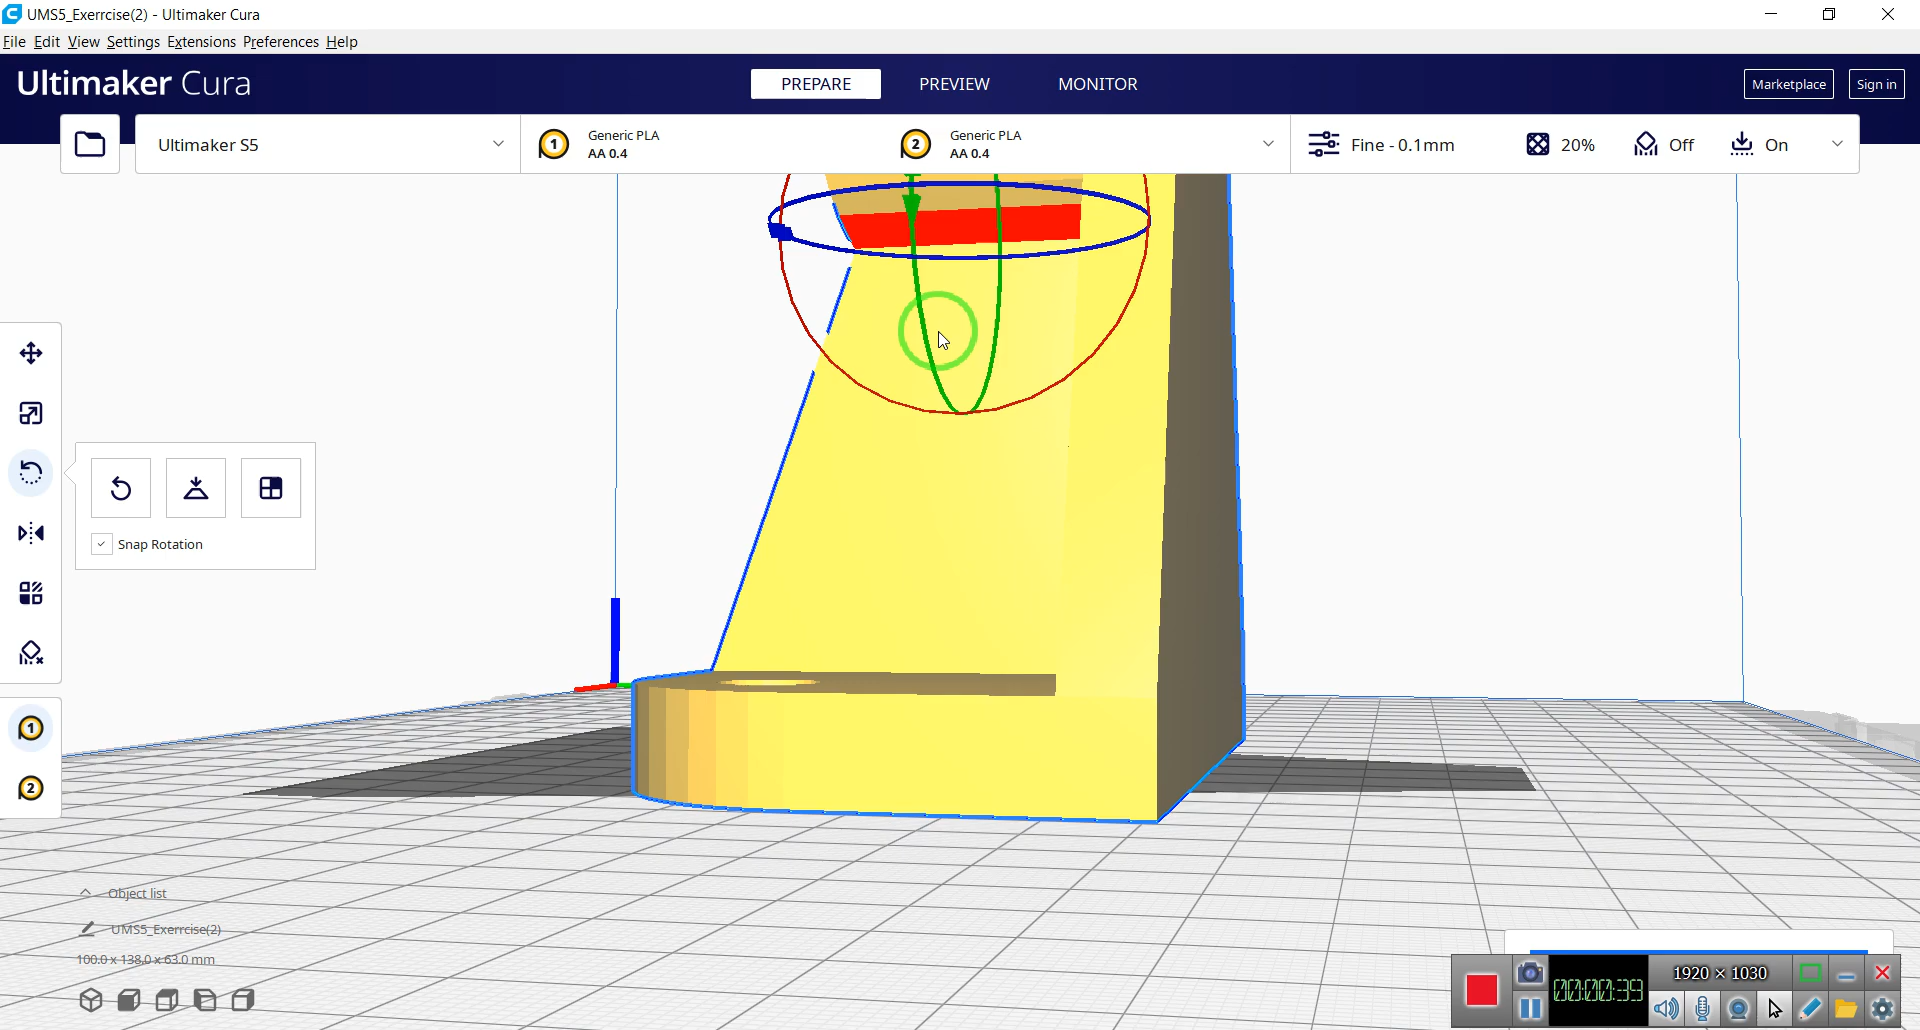 UMS5_Exerrcise(2) - Ultimaker Cura
File Edit View Settings Extensions Preferences Help
Ultimaker Cura
PREPARE
PREVIEW
MONITOR
Marketplace
Sign in
Ultimaker S5
1
Generic PLA
AA 0.4
2
Generic PLA
AA 0.4
Fine - 0.1mm
20%
Off
On
Snap Rotation
1
2
Object list
UMS5_Exerrcise(2)
100.0 x 138.0 x 63.0 mm
1920 × 1030
00:00:39